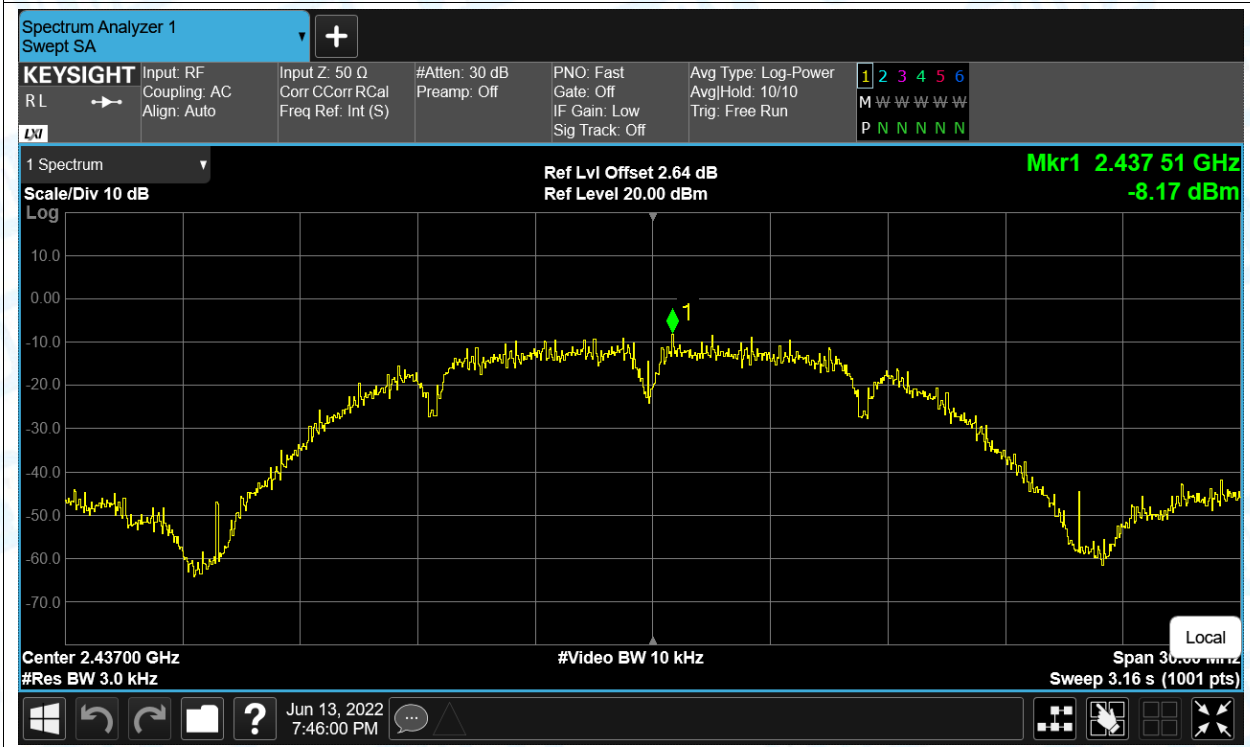 Spectrum Analyzer 1
Swept SA
KEYSIGHT
R L
LXI
Input: RF
Coupling: AC
Align: Auto
Input Z: 50 Ω
Corr CCorr RCal
Freq Ref: Int (S)
#Atten: 30 dB
Preamp: Off
PNO: Fast
Gate: Off
IF Gain: Low
Sig Track: Off
Avg Type: Log-Power
Avg|Hold: 10/10
Trig: Free Run
1 2 3 4 5 6
M W W W W W
P N N N N N
1 Spectrum
Scale/Div 10 dB
Log
Ref Lvl Offset 2.64 dB
Ref Level 20.00 dBm
Mkr1 2.437 51 GHz
-8.17 dBm
10.0
0.00
-10.0
-20.0
-30.0
-40.0
-50.0
-60.0
-70.0
1
Local
Center 2.43700 GHz
#Video BW 10 kHz
Span 30.00 MHz
#Res BW 3.0 kHz
Sweep 3.16 s (1001 pts)
?
Jun 13, 2022
7:46:00 PM